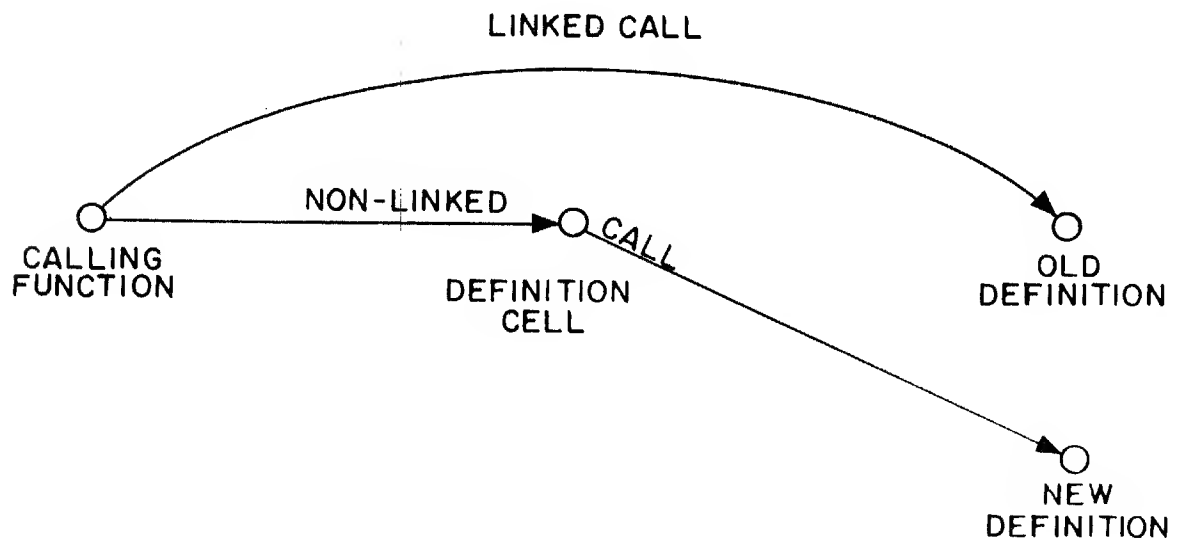 LINKED CALL
NON-LINKED
CALL
CALLING
FUNCTION
DEFINITION
CELL
OLD
DEFINITION
NEW
DEFINITION